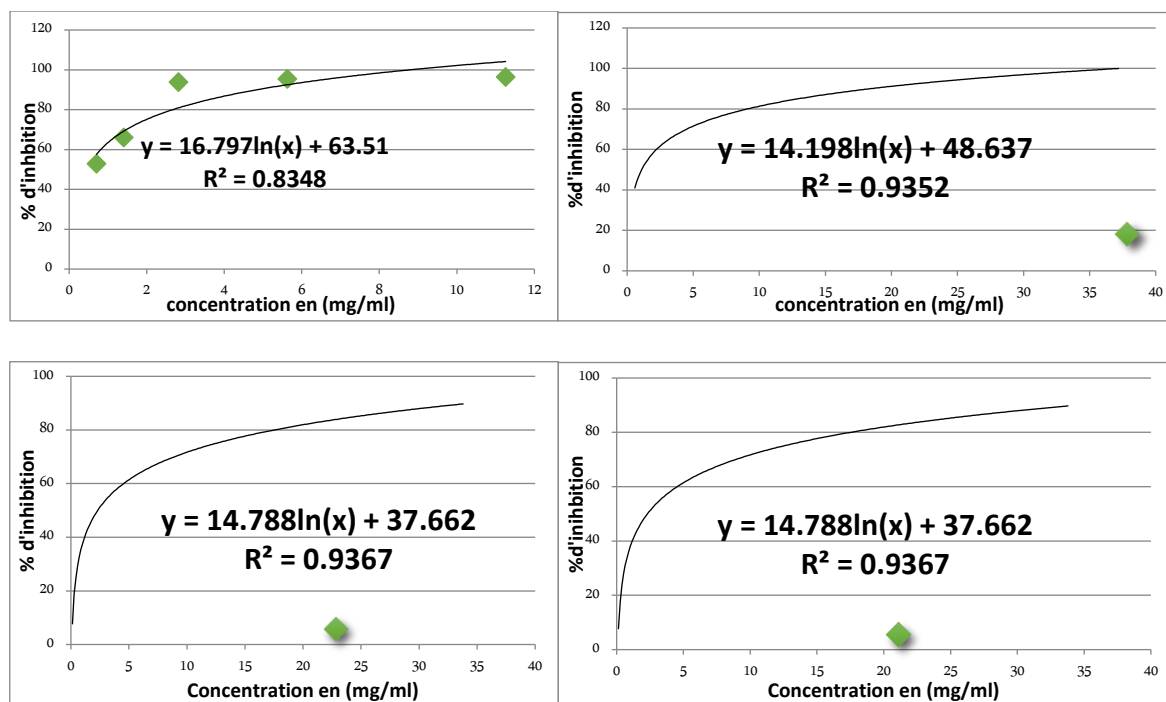 120
100
80
60
40
20
0
% d'inhbition
y = 16.797ln(x) + 63.51
R² = 0.8348
0 2 4 6 8 10 12
concentration en (mg/ml)
120
100
80
60
40
20
0
%d'inhibition
y = 14.198ln(x) + 48.637
R² = 0.9352
0 5 10 15 20 25 30 35 40
concentration en (mg/ml)
100
80
60
40
20
0
% d'inhibition
y = 14.788ln(x) + 37.662
R² = 0.9367
0 5 10 15 20 25 30 35 40
Concentration en (mg/ml)
100
80
60
40
20
0
%d'inihbition
y = 14.788ln(x) + 37.662
R² = 0.9367
0 5 10 15 20 25 30 35 40
Concentration en (mg/ml)